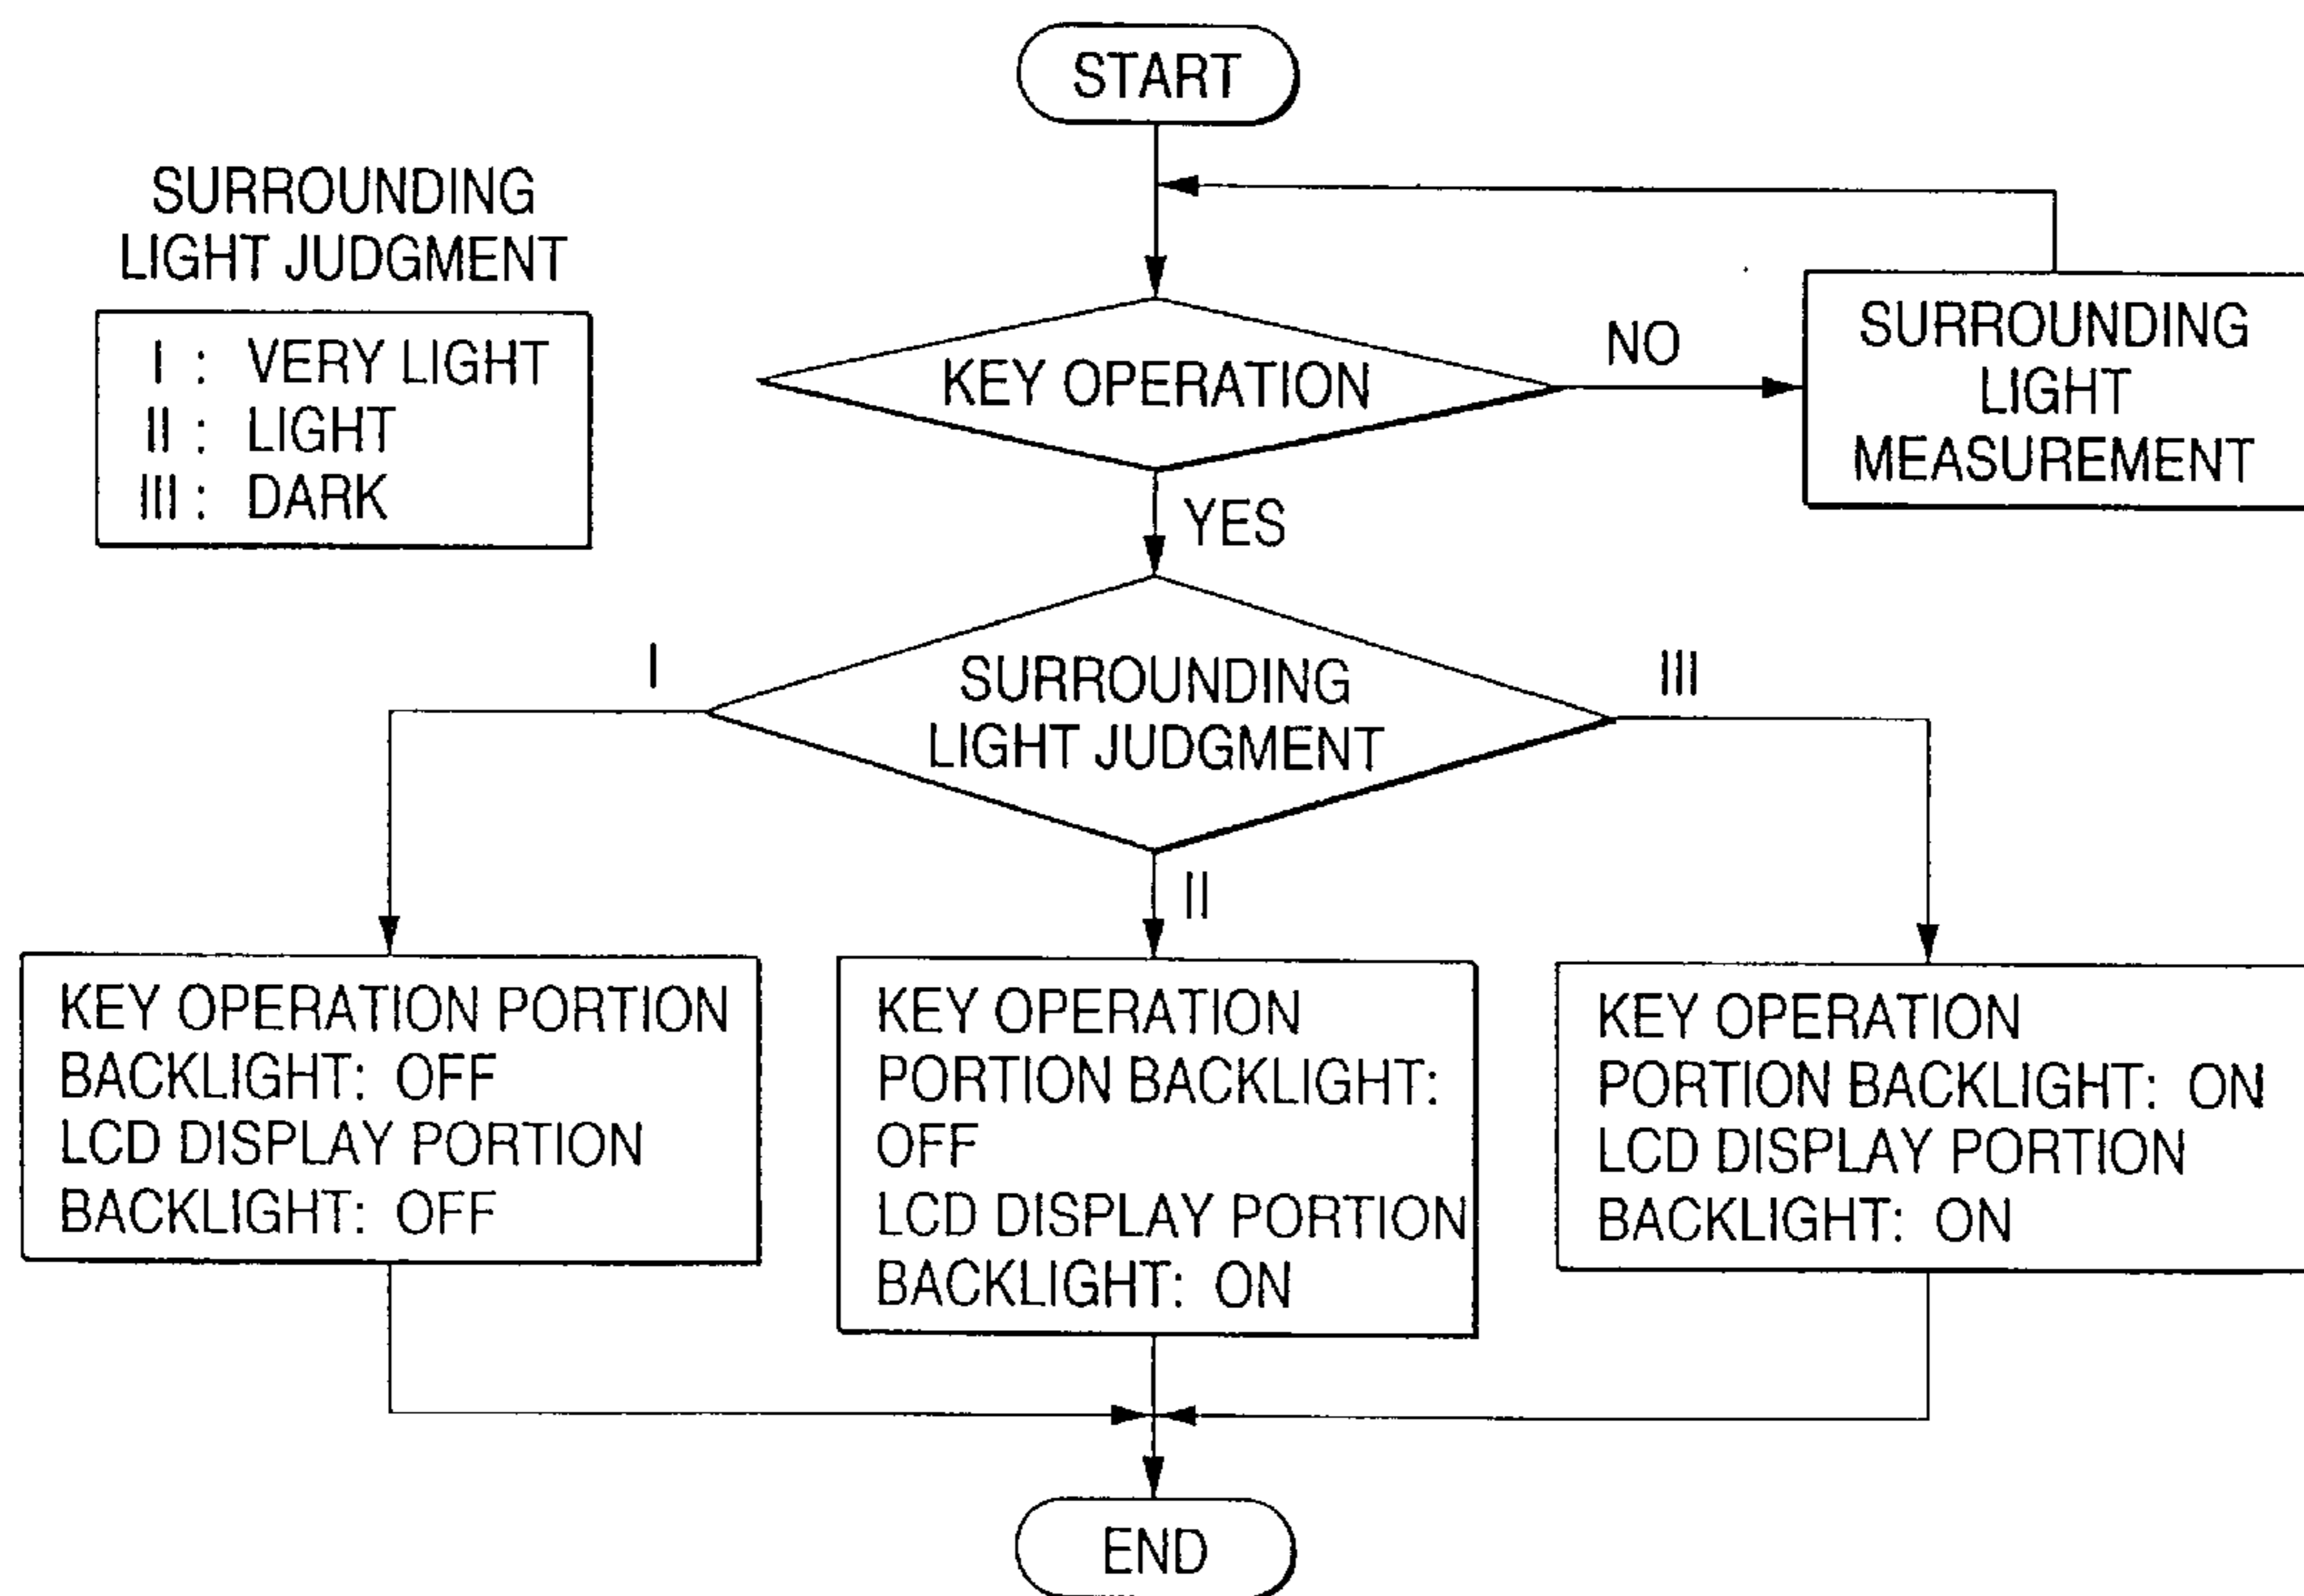 START
SURROUNDING
LIGHT JUDGMENT
I : VERY LIGHT
II : LIGHT
III : DARK
KEY OPERATION
NO
SURROUNDING
LIGHT
MEASUREMENT
YES
SURROUNDING
LIGHT JUDGMENT
I
III
II
KEY OPERATION PORTION
BACKLIGHT: OFF
LCD DISPLAY PORTION
BACKLIGHT: OFF
KEY OPERATION
PORTION BACKLIGHT:
OFF
LCD DISPLAY PORTION
BACKLIGHT: ON
KEY OPERATION
PORTION BACKLIGHT: ON
LCD DISPLAY PORTION
BACKLIGHT: ON
END